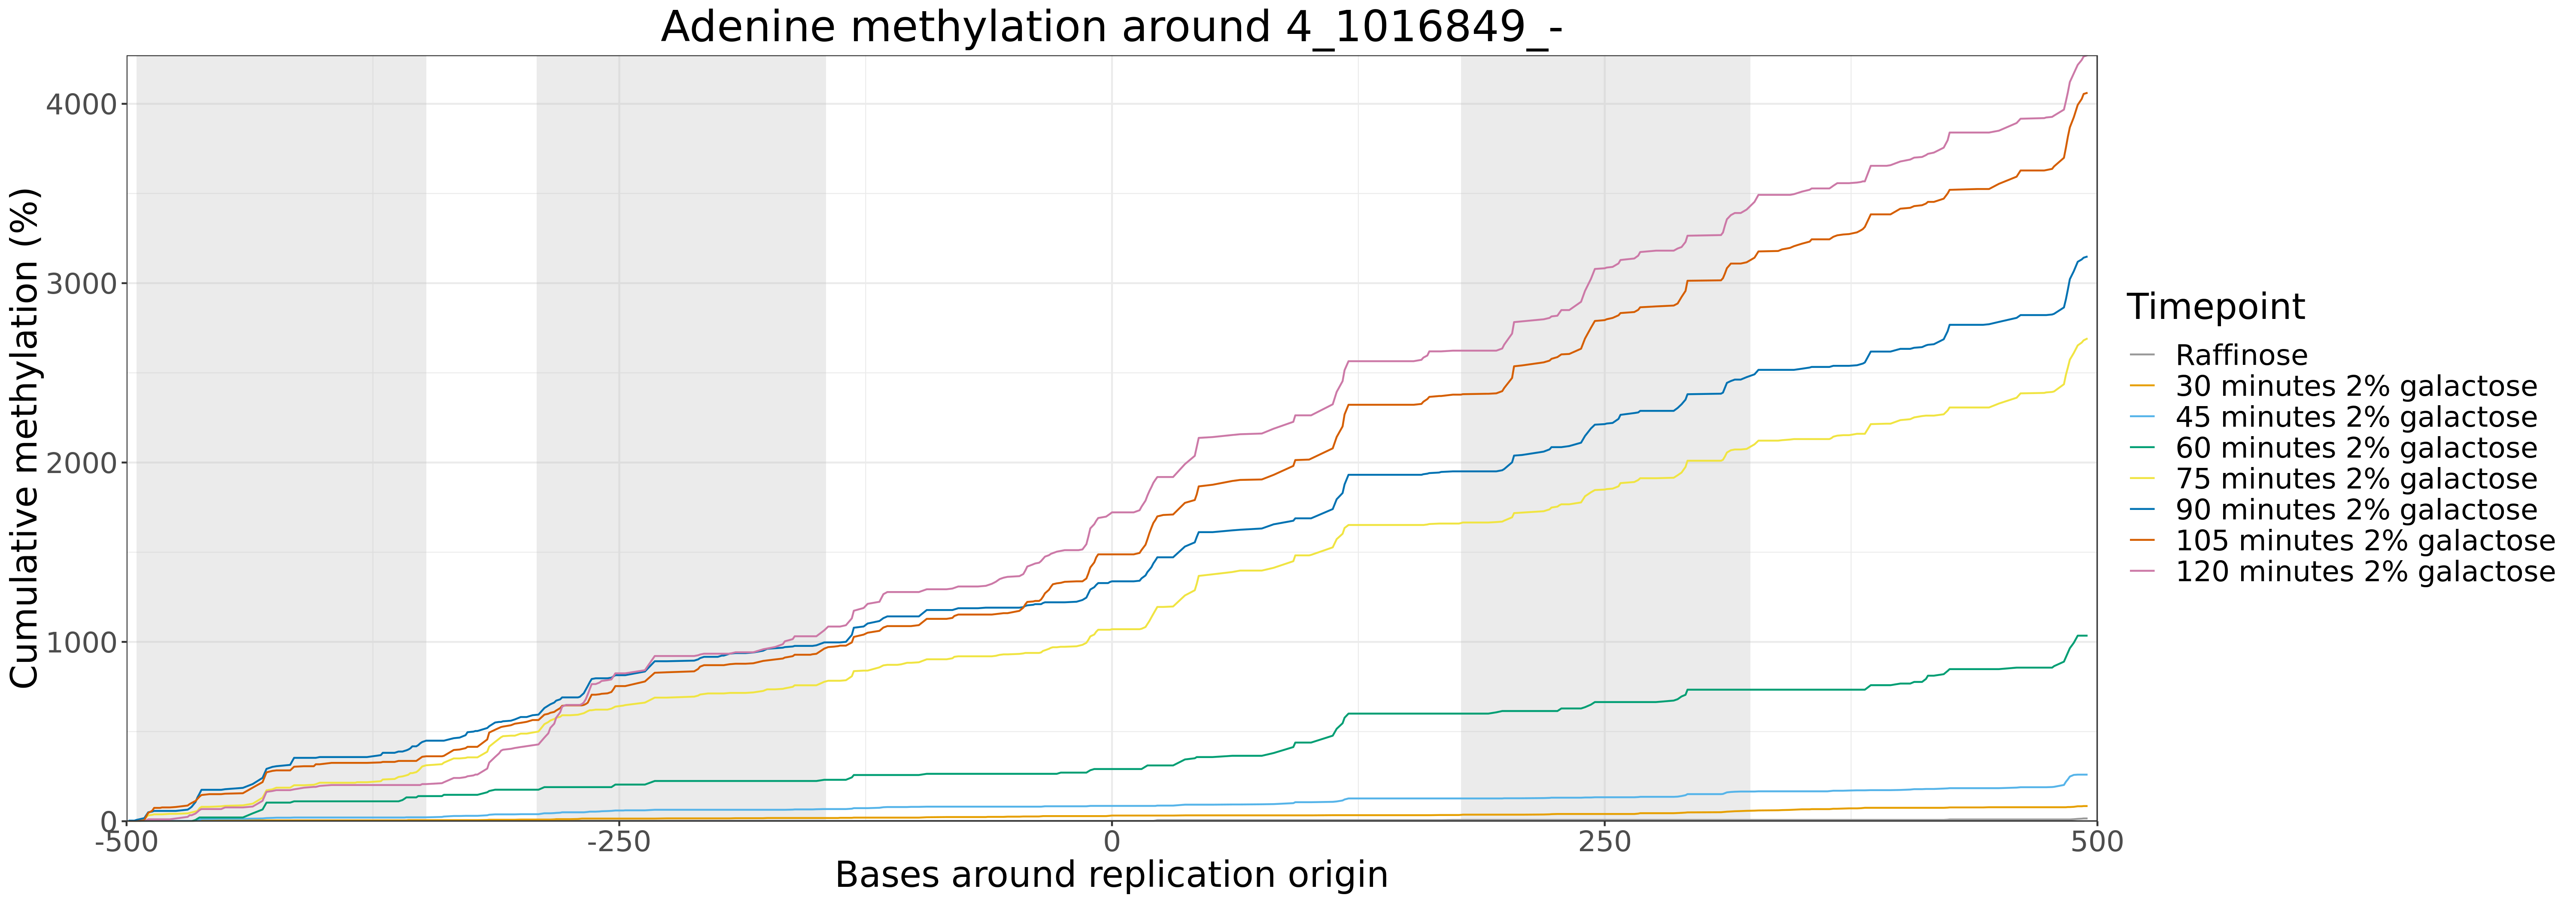 Adenine methylation around 4_1016849_-
Cumulative methylation (%)
4000
3000
2000
1000
0
-500
-250
0
250
500
Bases around replication origin
Timepoint
Raffinose
30 minutes 2% galactose
45 minutes 2% galactose
60 minutes 2% galactose
75 minutes 2% galactose
90 minutes 2% galactose
105 minutes 2% galactose
120 minutes 2% galactose